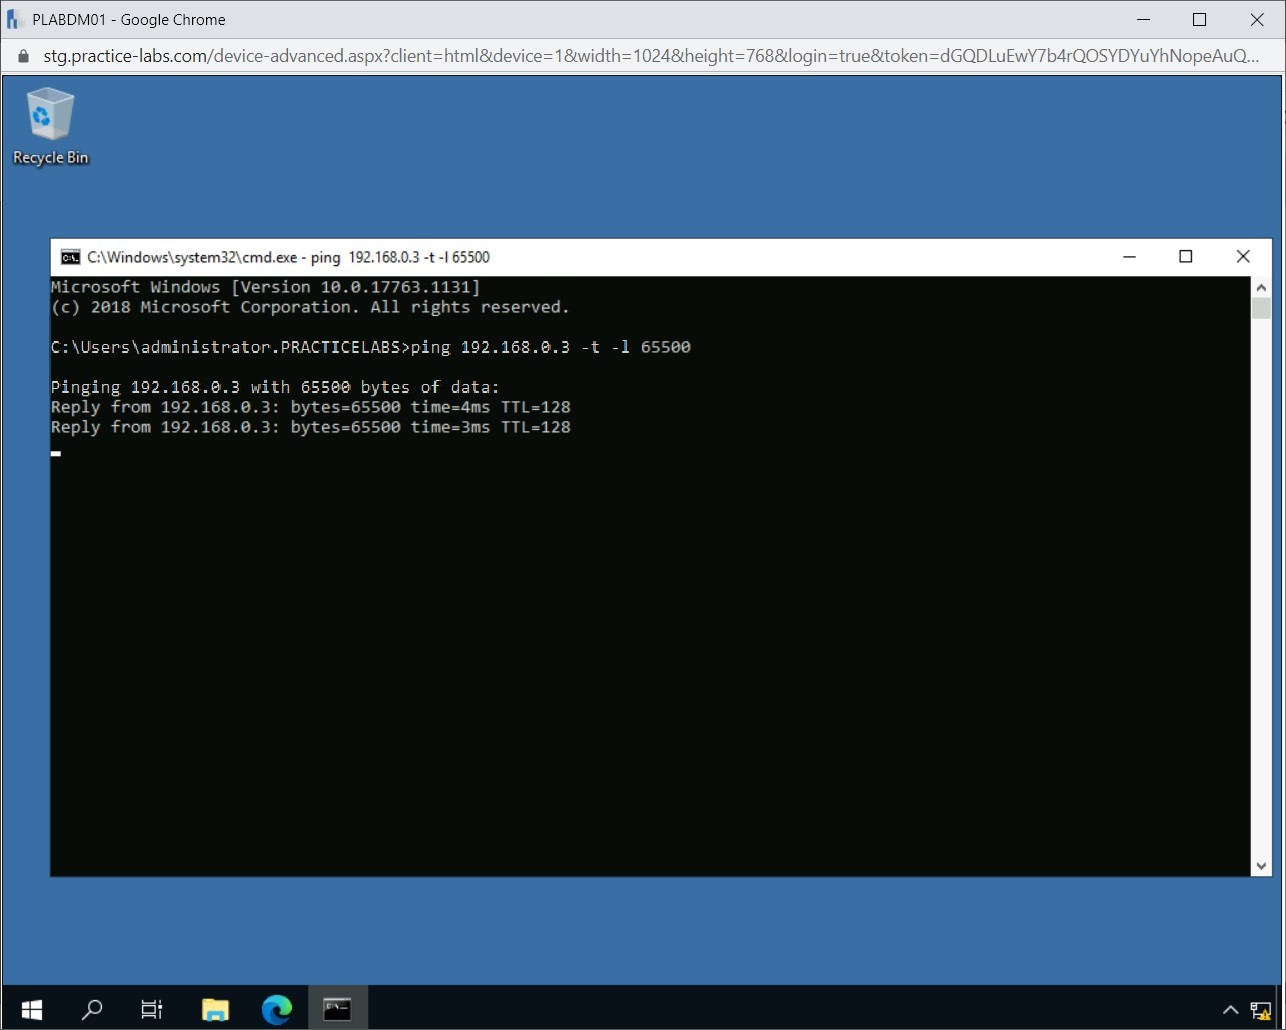 PLABDM01 - Google Chrome
stg.practice-labs.com/device-advanced.aspx?client=html&device=1&width=1024&height=768&login=true&token=dGQDLuEwY7b4rQOSYDYuYhNopeAuQ...
Recycle Bin
C:\Windows\system32\cmd.exe - ping  192.168.0.3 -t -l 65500
Microsoft Windows [Version 10.0.17763.1131]
(c) 2018 Microsoft Corporation. All rights reserved.
C:\Users\administrator.PRACTICELABS>ping 192.168.0.3 -t -l 65500
Pinging 192.168.0.3 with 65500 bytes of data:
Reply from 192.168.0.3: bytes=65500 time=4ms TTL=128
Reply from 192.168.0.3: bytes=65500 time=3ms TTL=128